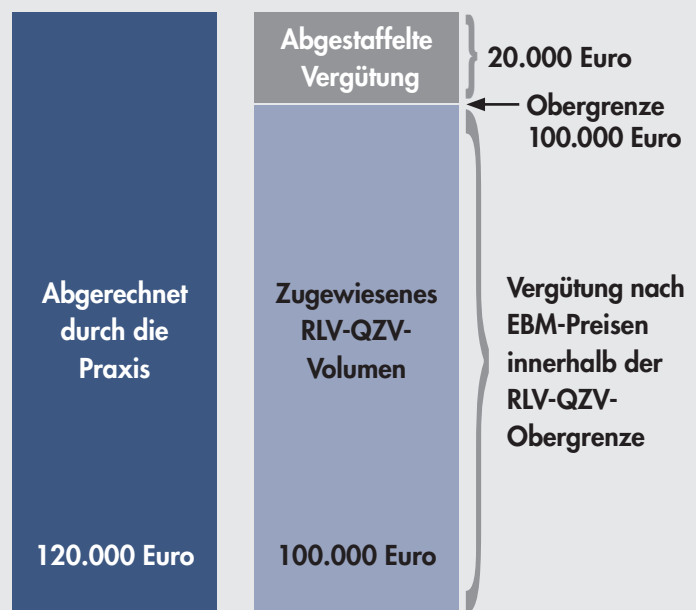 Abgestaffelte
Vergütung
20.000 Euro
Obergrenze
100.000 Euro
Abgerechnet
durch die
Praxis
Zugewiesenes
RLV-QZV-
Volumen
Vergütung nach
EBM-Preisen
innerhalb der
RLV-QZV-
Obergrenze
120.000 Euro
100.000 Euro